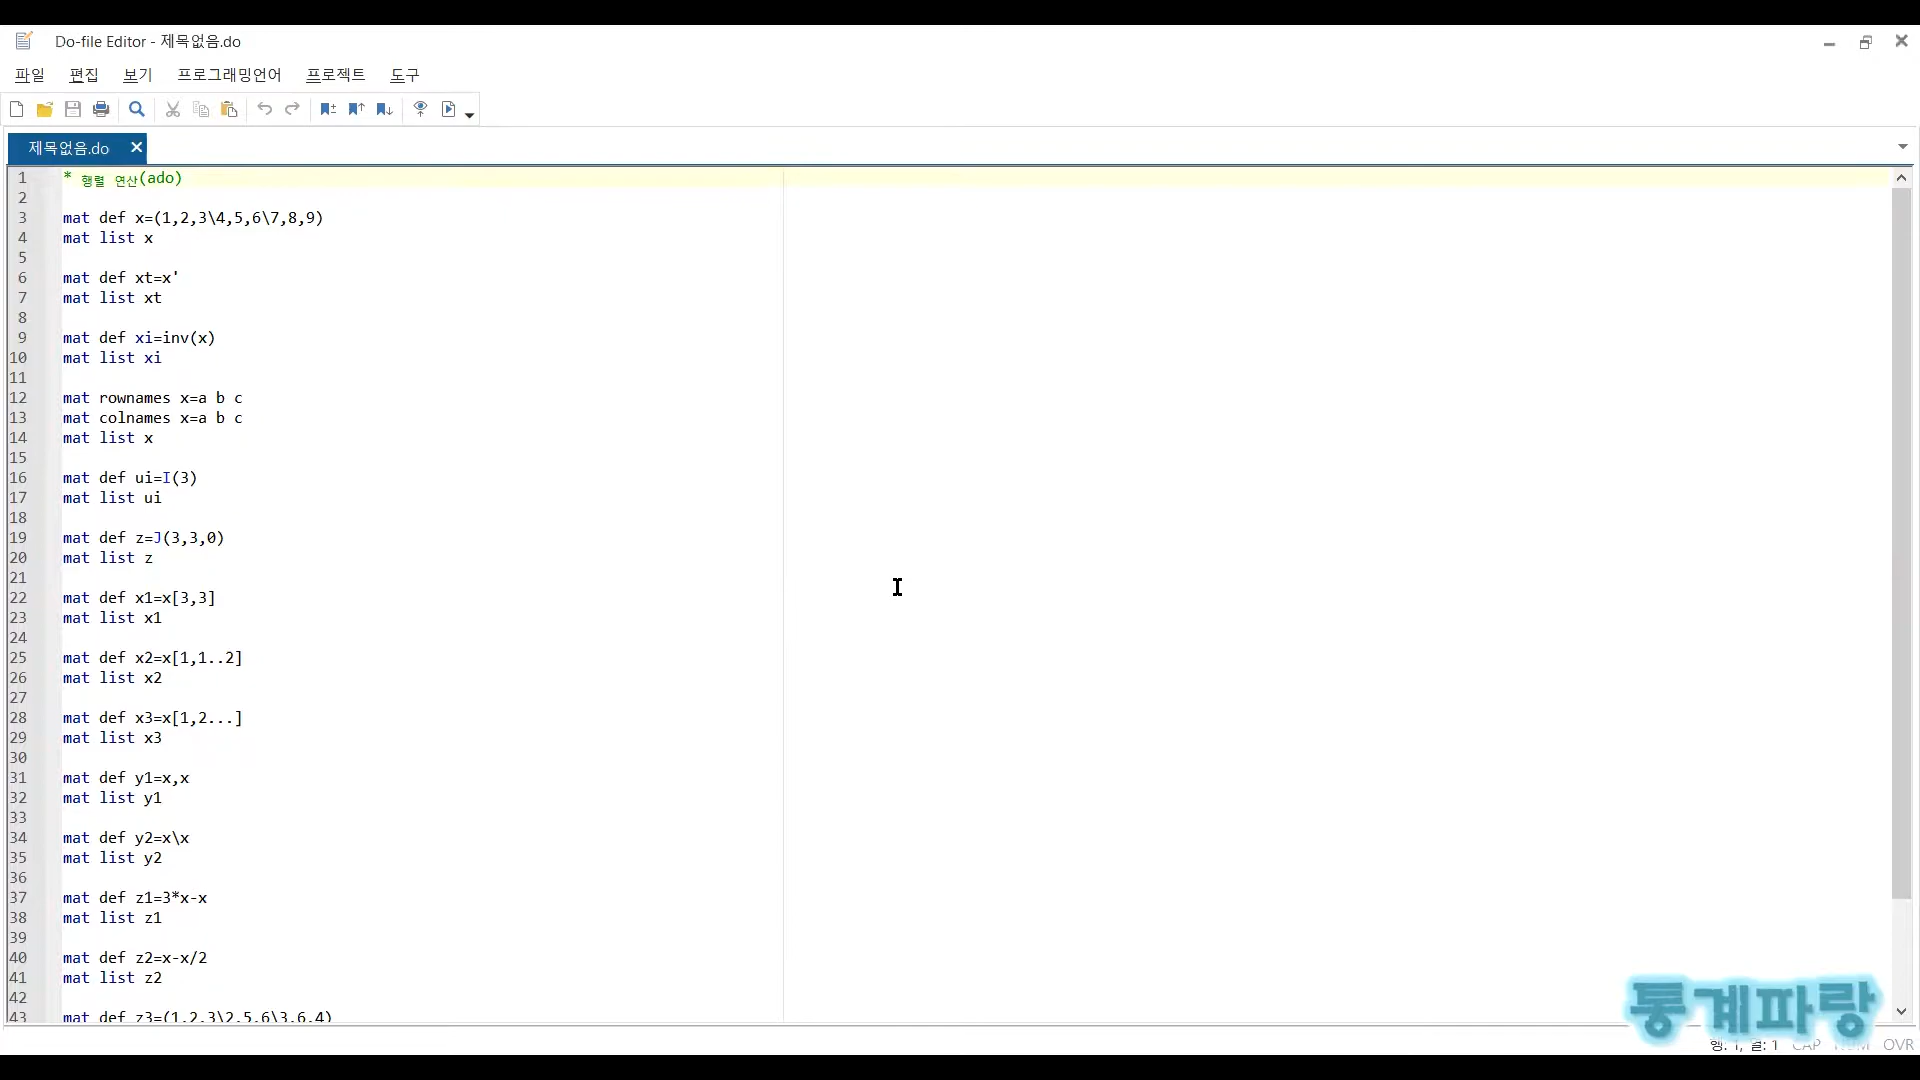 Do-file Editor - 제목없음.do
파일 편집 보기 프로그래밍언어 프로젝트 도구
제목없음.do
1 * 행렬 연산(ado)
2
3 mat def x=(1,2,3\4,5,6\7,8,9)
4 mat list x
5
6 mat def xt=x'
7 mat list xt
8
9 mat def xi=inv(x)
10 mat list xi
11
12 mat rownames x=a b c
13 mat colnames x=a b c
14 mat list x
15
16 mat def ui=I(3)
17 mat list ui
18
19 mat def z=J(3,3,0)
20 mat list z
21
22 mat def x1=x[3,3]
23 mat list x1
24
25 mat def x2=x[1,1..2]
26 mat list x2
27
28 mat def x3=x[1,2...]
29 mat list x3
30
31 mat def y1=x,x
32 mat list y1
33
34 mat def y2=x\x
35 mat list y2
36
37 mat def z1=3*x-x
38 mat list z1
39
40 mat def z2=x-x/2
41 mat list z2
42
43 mat def z3=(1,2,3\2,5,6\3,6,4)
통계파랑
행: 1, 열: 1 CAP NUM OVR